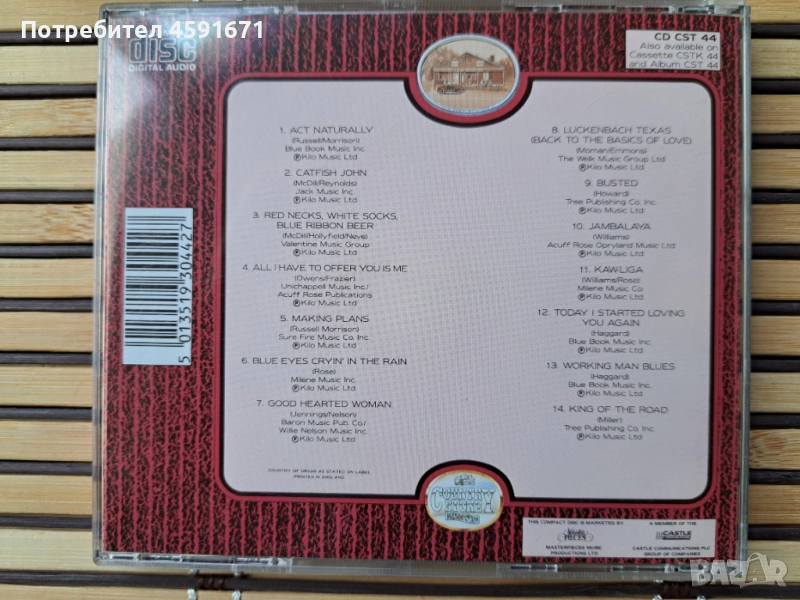 Потребител 4591671
DISC
DIGITAL AUDIO
CD CST 44
Also available on
Cassette CSTK 44
and Album CST 44
1. ACT NATURALLY
(Russell/Morrison)
Blue Book Music Inc.
℗Kilo Music Ltd
2. CATFISH JOHN
(McDill/Reynolds)
Jack Music Inc.
℗Kilo Music Ltd
3. RED NECKS, WHITE SOCKS,
BLUE RIBBON BEER
(McDill/Hollyfield/Neve)
Valentine Music Group
℗Kilo Music Ltd
4. ALL I HAVE TO OFFER YOU IS ME
(Owens/Frazier)
Unichappell Music Inc/
Acuff Rose Publications
℗Kilo Music Ltd
5. MAKING PLANS
(Russell Morrison)
Sure Fire Music Co. Inc.
℗Kilo Music Ltd
6. BLUE EYES CRYIN' IN THE RAIN
(Rose)
Milene Music Inc.
℗Kilo Music Ltd
7. GOOD HEARTED WOMAN
(Jennings/Nelson)
Baron Music Pub. Co/
Willie Nelson Music Inc.
℗Kilo Music Ltd
8. LUCKENBACH TEXAS
(BACK TO THE BASICS OF LOVE)
(Moman/Emmons)
The Welk Music Group Ltd
℗Kilo Music Ltd
9. BUSTED
(Howard)
Tree Publishing Co. Inc.
℗Kilo Music Ltd
10. JAMBALAYA
(Williams)
Acuff Rose Opryland Music Ltd
℗Kilo Music Ltd
11. KAWLIGA
(Williams/Rose)
Milene Music Co.
℗Kilo Music Ltd
12. TODAY I STARTED LOVING
YOU AGAIN
(Haggard)
Blue Book Music Inc.
℗Kilo Music Ltd
13. WORKING MAN BLUES
(Haggard)
Blue Book Music Inc.
℗Kilo Music Ltd
14. KING OF THE ROAD
(Miller)
Tree Publishing Co. Inc.
℗Kilo Music Ltd
5 013519 304427
COUNTRY OF ORIGIN AS STATED ON LABEL
PRINTED IN ENGLAND
COUNTRY
STORE
THIS COMPACT DISC IS MARKETED BY
PIECES
MASTERPIECES MUSIC
PRODUCTIONS LTD
A MEMBER OF THE
CASTLE
CASTLE COMMUNICATIONS PLC
GROUP OF COMPANIES
BAZAR